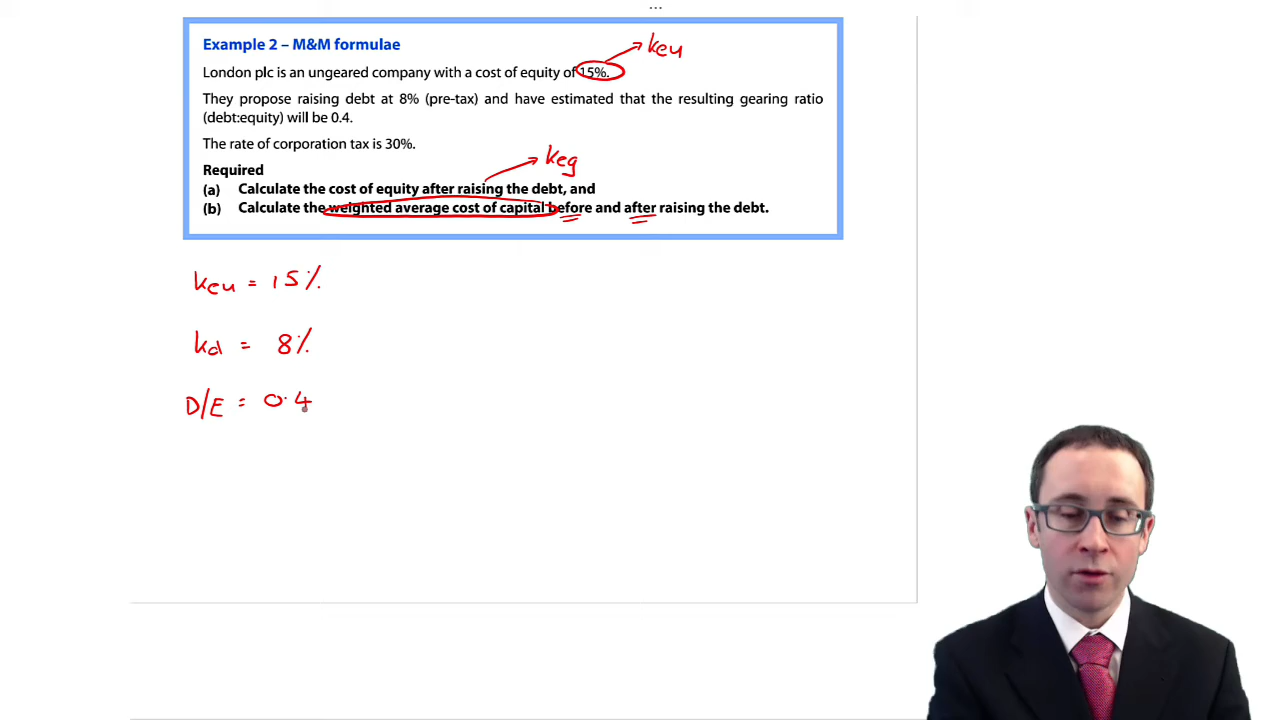 ...
Example 2 – M&M formulae
keu
London plc is an ungeared company with a cost of equity of 15%.
They propose raising debt at 8% (pre-tax) and have estimated that the resulting gearing ratio
(debt:equity) will be 0.4.
The rate of corporation tax is 30%.
keg
Required
(a) Calculate the cost of equity after raising the debt, and
(b) Calculate the weighted average cost of capital before and after raising the debt.
keu = 15%
kd = 8%
D/E = 0.4